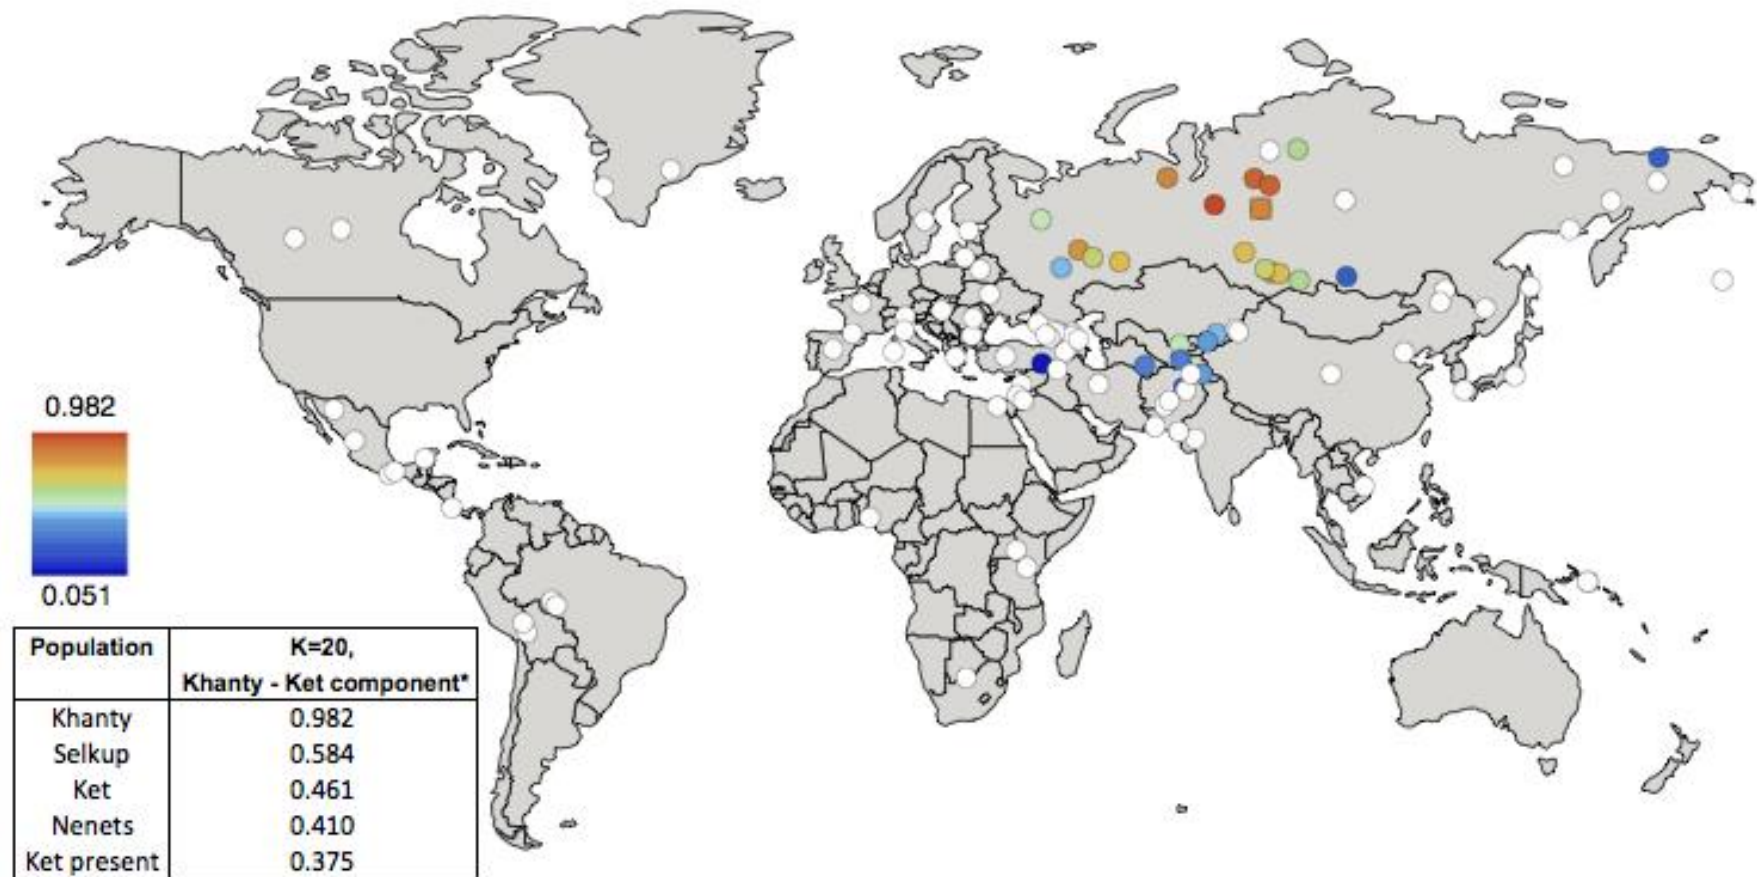 0.982
0.051
Population K=20,
Khanty - Ket component*
Khanty 0.982
Selkup 0.584
Ket 0.461
Nenets 0.410
Ket present 0.375